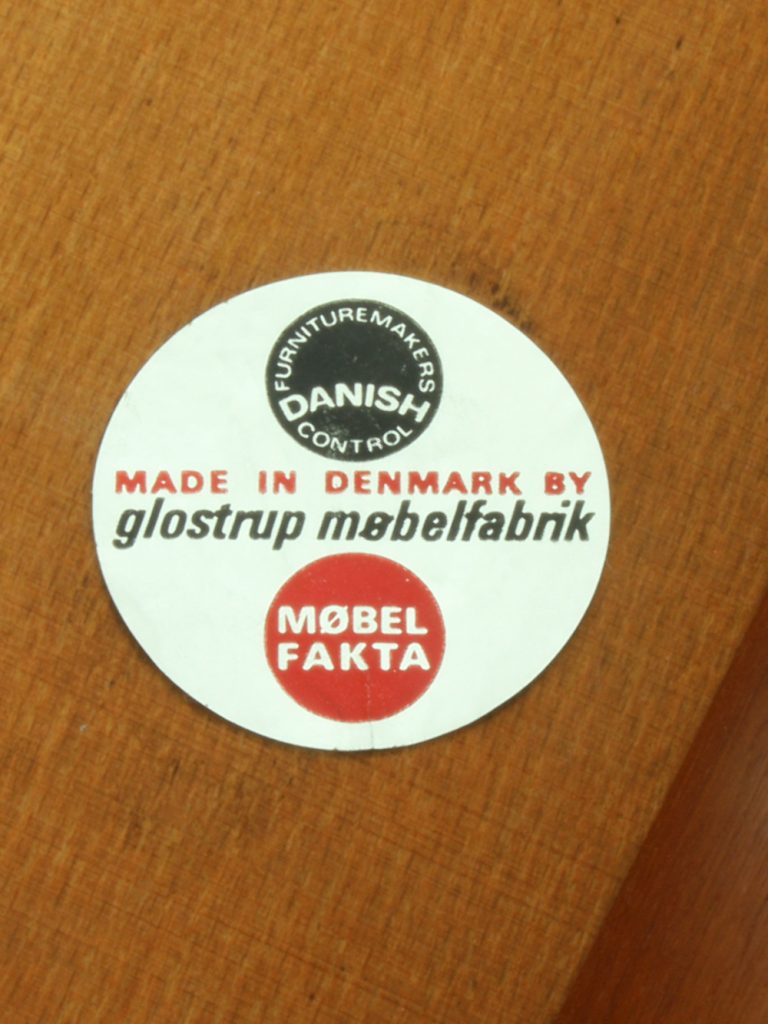 FURNITUREMAKERS
DANISH
CONTROL
MADE IN DENMARK BY
glostrup møbelfabrik
MØBEL
FAKTA